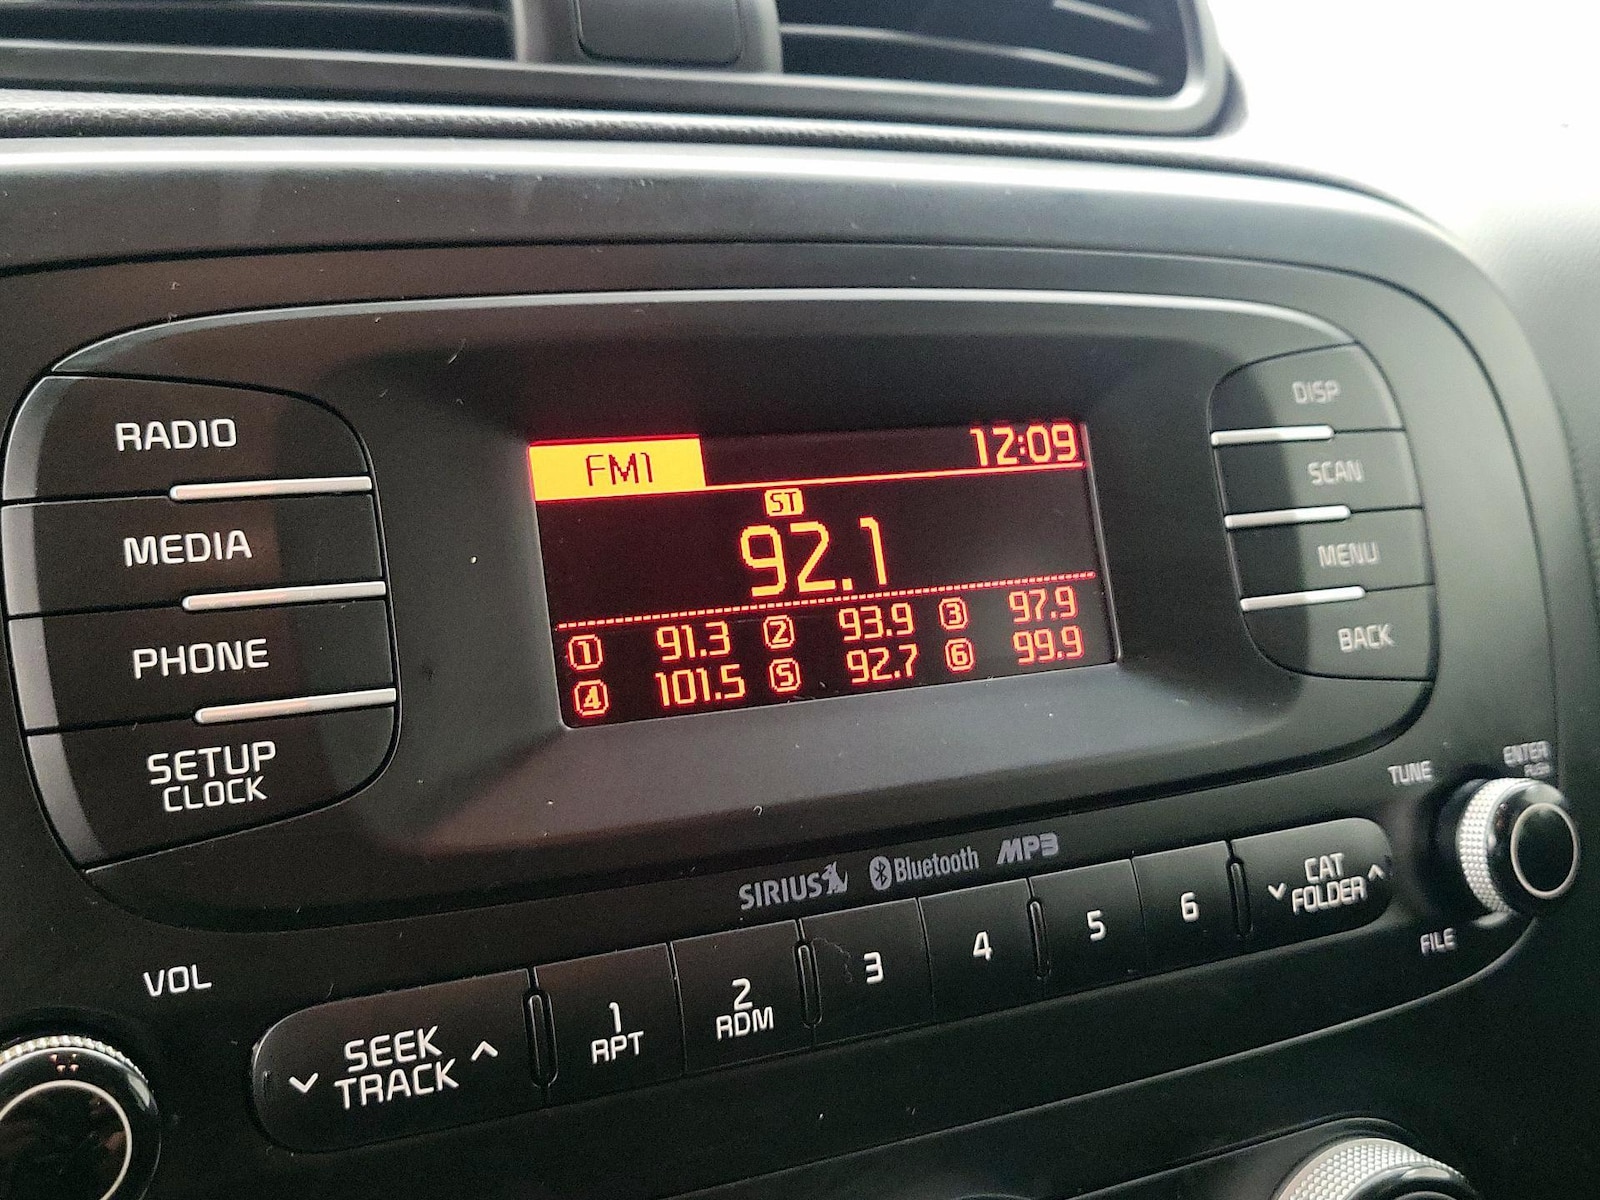 RADIO
MEDIA
PHONE
SETUP
CLOCK
FM1
12:09
ST
92.1
1 91.3 2 93.9 3 97.9
4 101.5 5 92.7 6 99.9
DISP
SCAN
MENU
BACK
SIRIUS Bluetooth MP3
TUNE
ENTER
PUSH
FILE
VOL
SEEK
TRACK
1
RPT
2
RDM
3
4
5
6
CAT
FOLDER